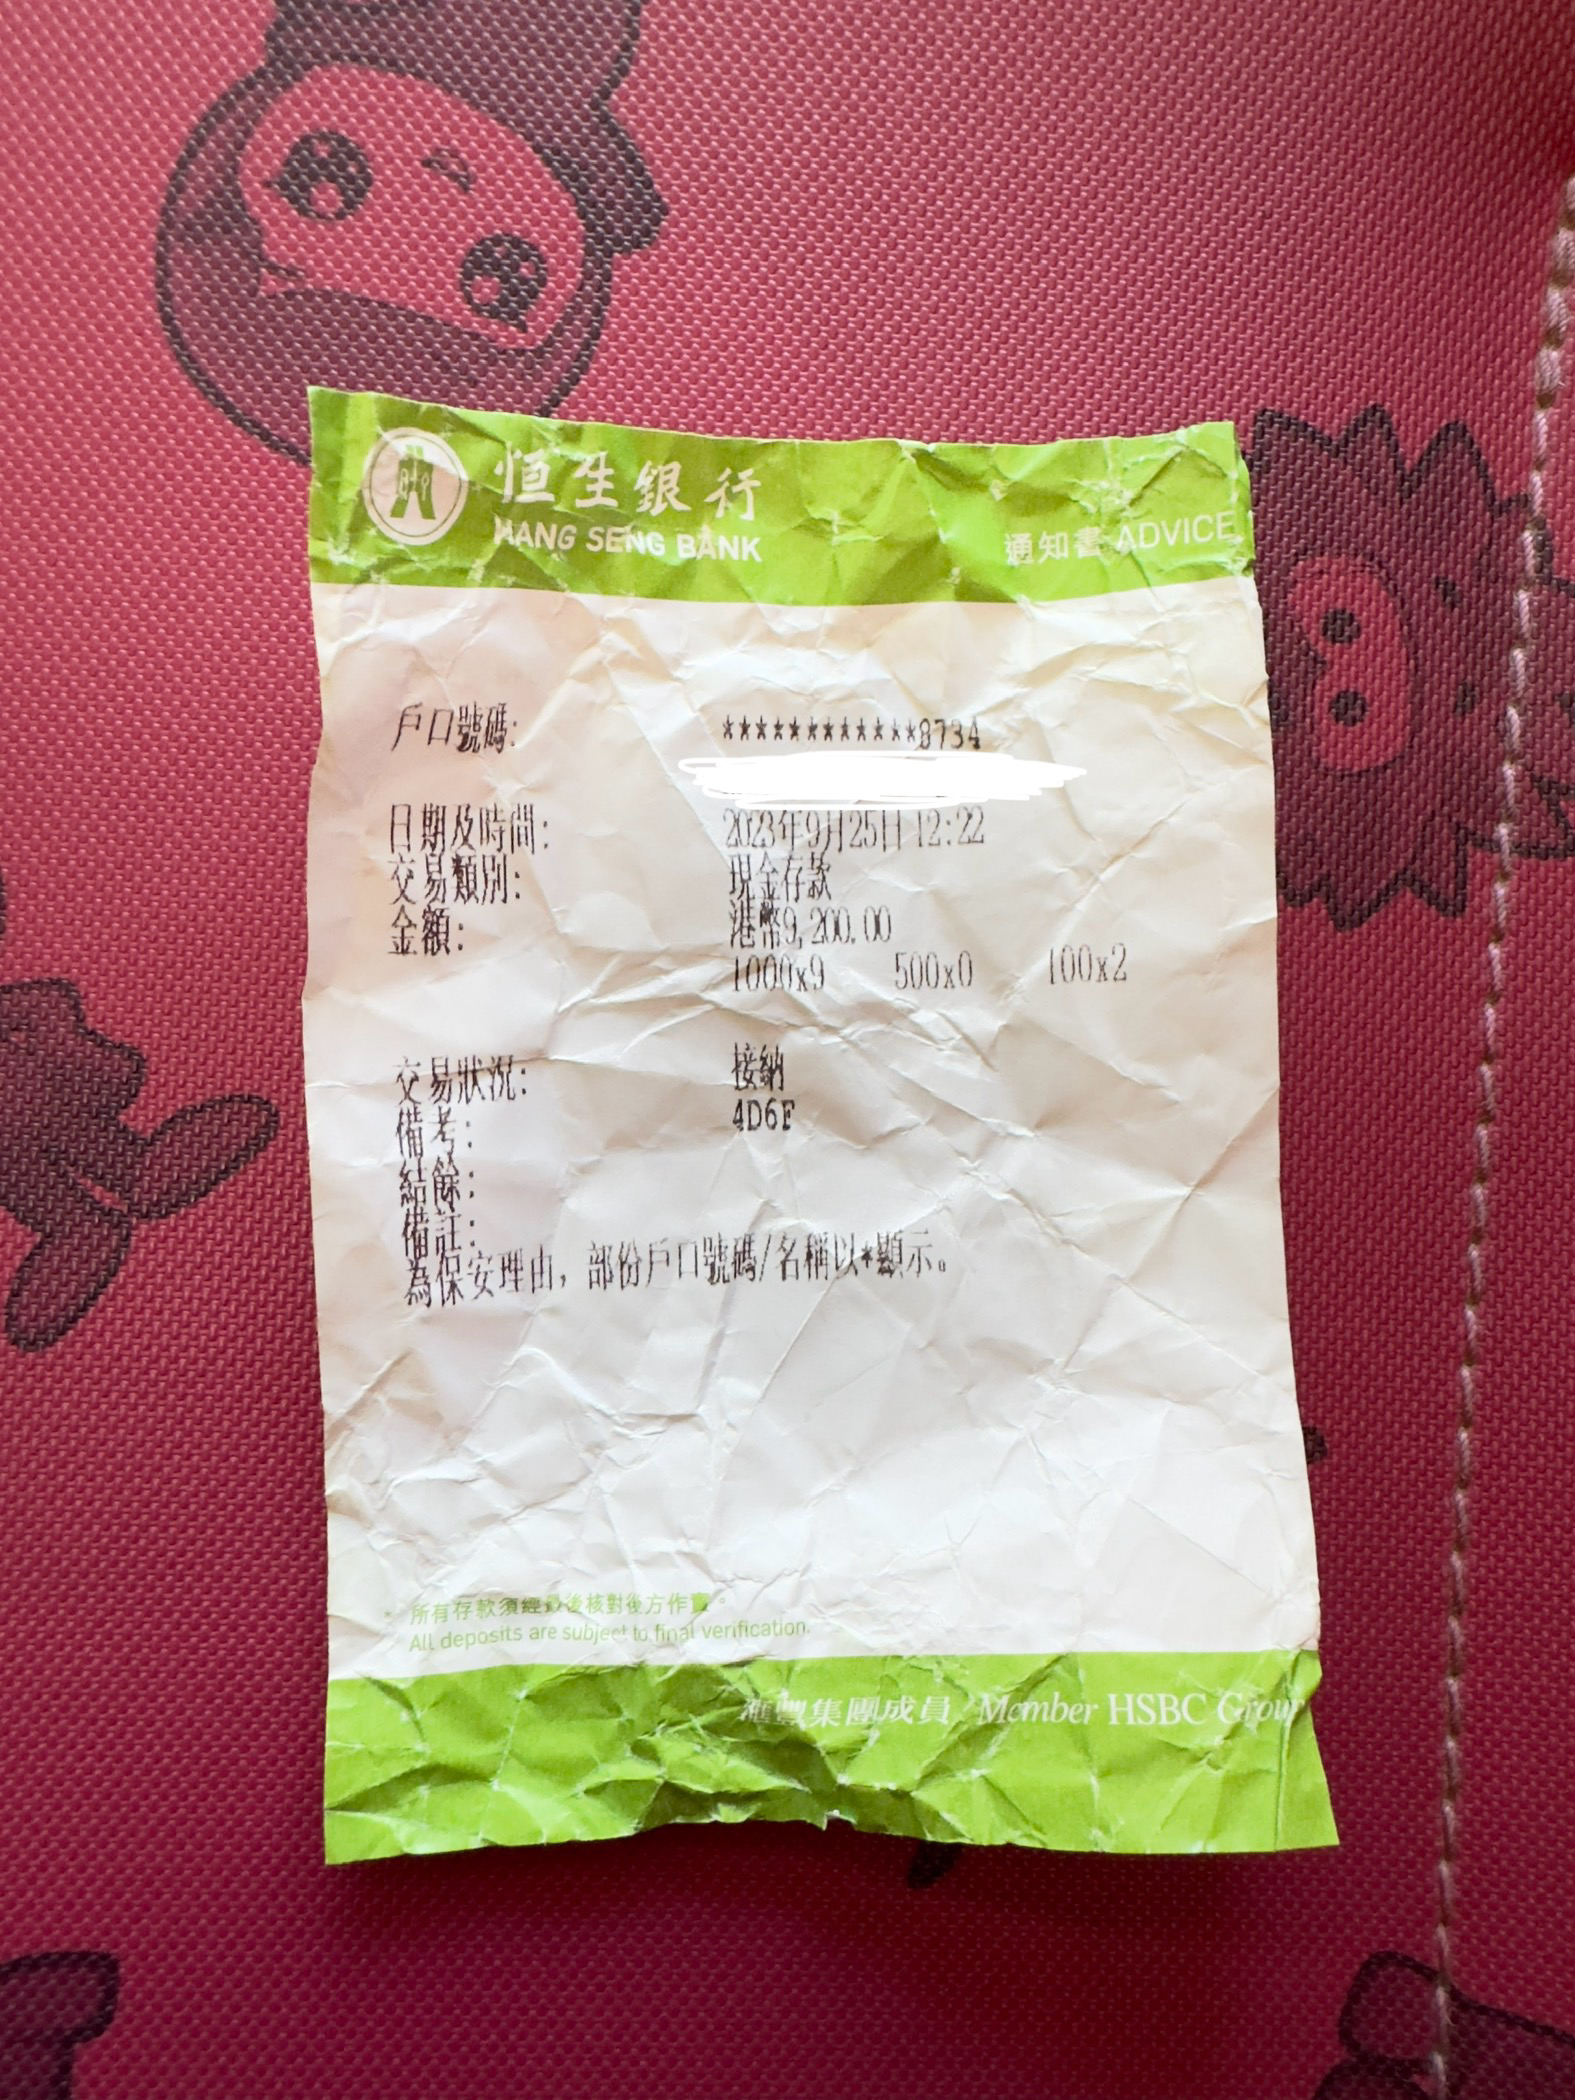 恒生銀行
HANG SENG BANK
通知書 ADVICE
戶口號碼: ************8734
日期及時間: 2023年9月25日 12:22
交易類別: 現金存款
金額: 港幣9,200.00
1000x9 500x0 100x2
交易狀況: 接納
備考: 4D6F
結餘:
備註:
為保安理由，部份戶口號碼/名稱以*顯示。
* 所有存款須經最後核對後方作實。
All deposits are subject to final verification.
滙豐集團成員 Member HSBC Group